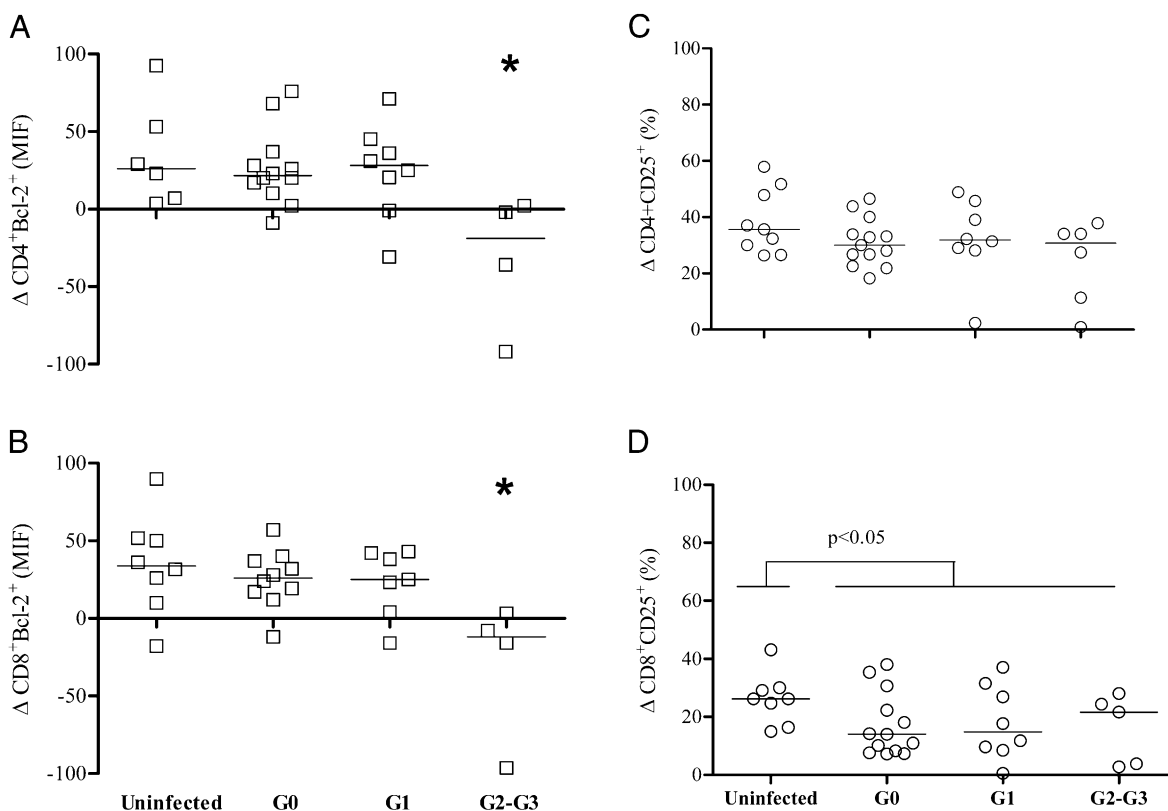 A
100
50
0
-50
-100
Δ CD4⁺Bcl-2⁺ (MIF)
*
B
100
50
0
-50
-100
Δ CD8⁺Bcl-2⁺ (MIF)
*
Uninfected G0 G1 G2-G3
C
100
80
60
40
20
0
Δ CD4+CD25⁺ (%)
D
100
80
60
40
20
0
Δ CD8⁺CD25⁺ (%)
p<0.05
Uninfected G0 G1 G2-G3